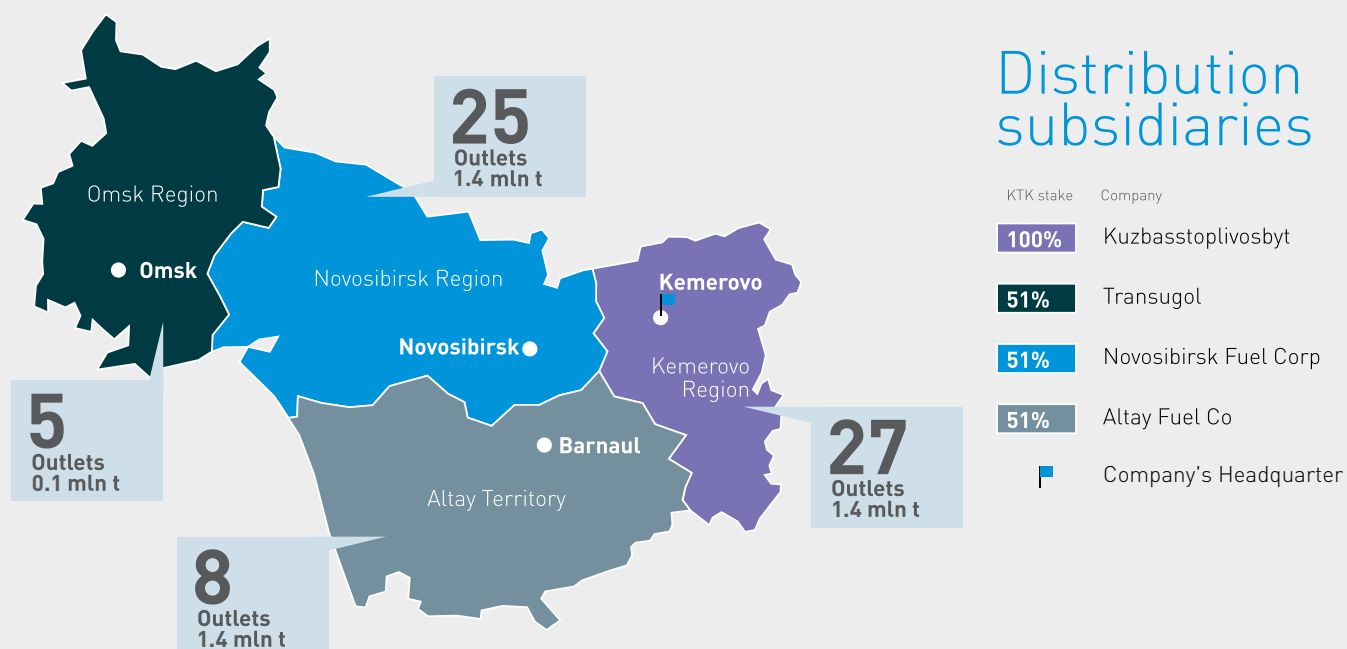 Distribution
subsidiaries
KTK stake Company
100% Kuzbasstoplivosbyt
51% Transugol
51% Novosibirsk Fuel Corp
51% Altay Fuel Co
Company's Headquarter
25
Outlets
1.4 mln t
Omsk Region
Omsk
Novosibirsk Region
Novosibirsk
Kemerovo
Kemerovo
Region
5
Outlets
0.1 mln t
27
Outlets
1.4 mln t
Barnaul
Altay Territory
8
Outlets
1.4 mln t